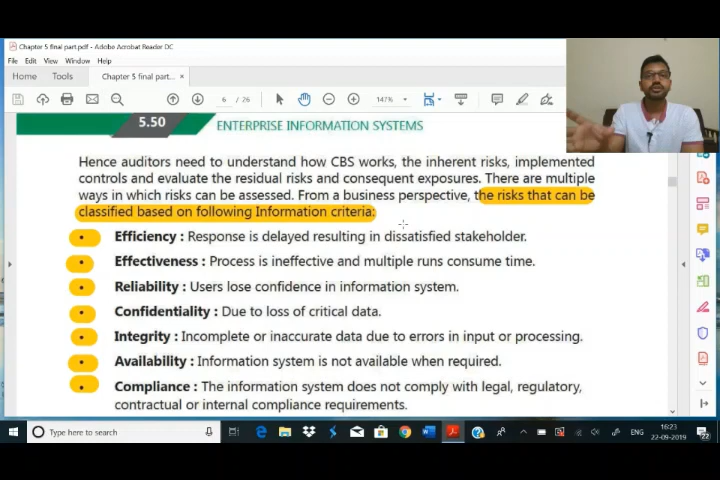 Chapter 5 final part.pdf - Adobe Acrobat Reader DC
File Edit View Window Help
Home Tools Chapter 5 final part... ×
6 / 26 147%
5.50 ENTERPRISE INFORMATION SYSTEMS
Hence auditors need to understand how CBS works, the inherent risks, implemented
controls and evaluate the residual risks and consequent exposures. There are multiple
ways in which risks can be assessed. From a business perspective, the risks that can be
classified based on following Information criteria:
• Efficiency : Response is delayed resulting in dissatisfied stakeholder.
• Effectiveness : Process is ineffective and multiple runs consume time.
• Reliability : Users lose confidence in information system.
• Confidentiality : Due to loss of critical data.
• Integrity : Incomplete or inaccurate data due to errors in input or processing.
• Availability : Information system is not available when required.
• Compliance : The information system does not comply with legal, regulatory,
contractual or internal compliance requirements.
Type here to search
ENG
16:23
22-09-2019
22